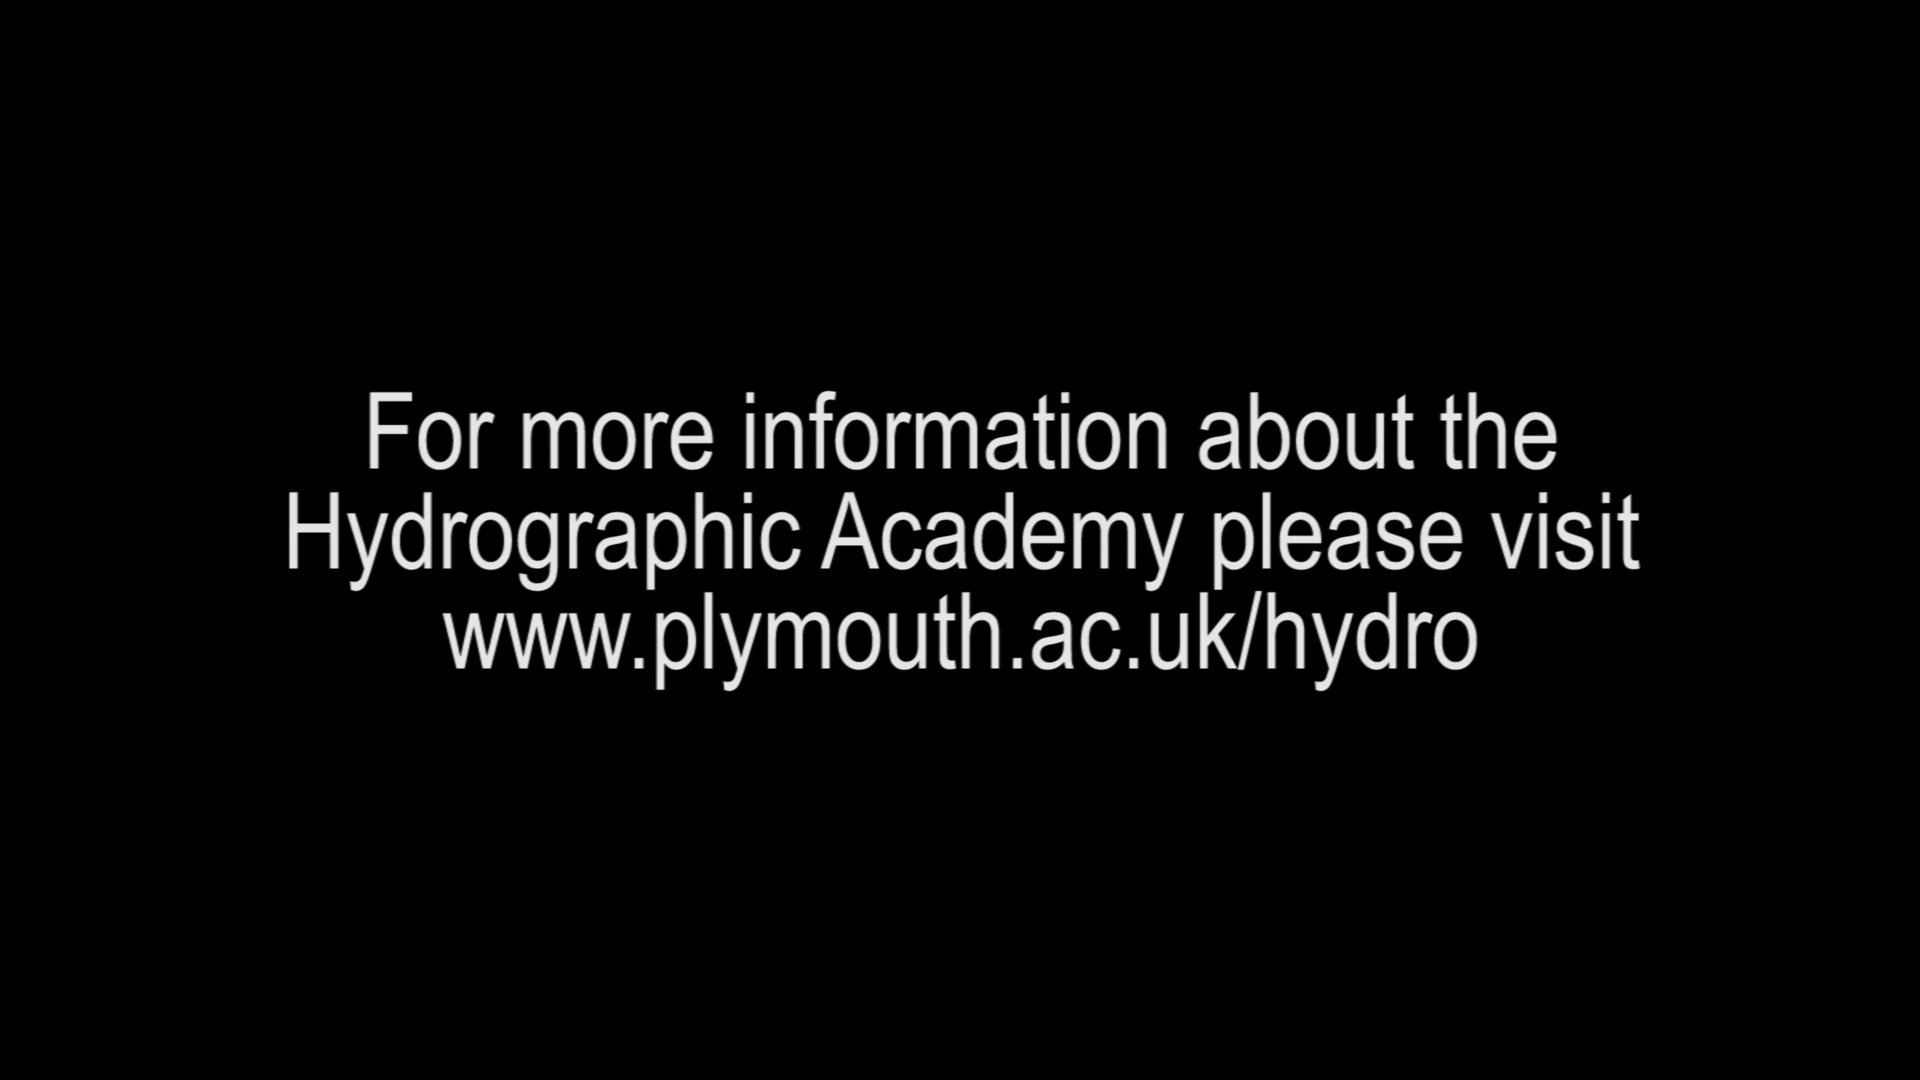 For more information about the
Hydrographic Academy please visit
www.plymouth.ac.uk/hydro